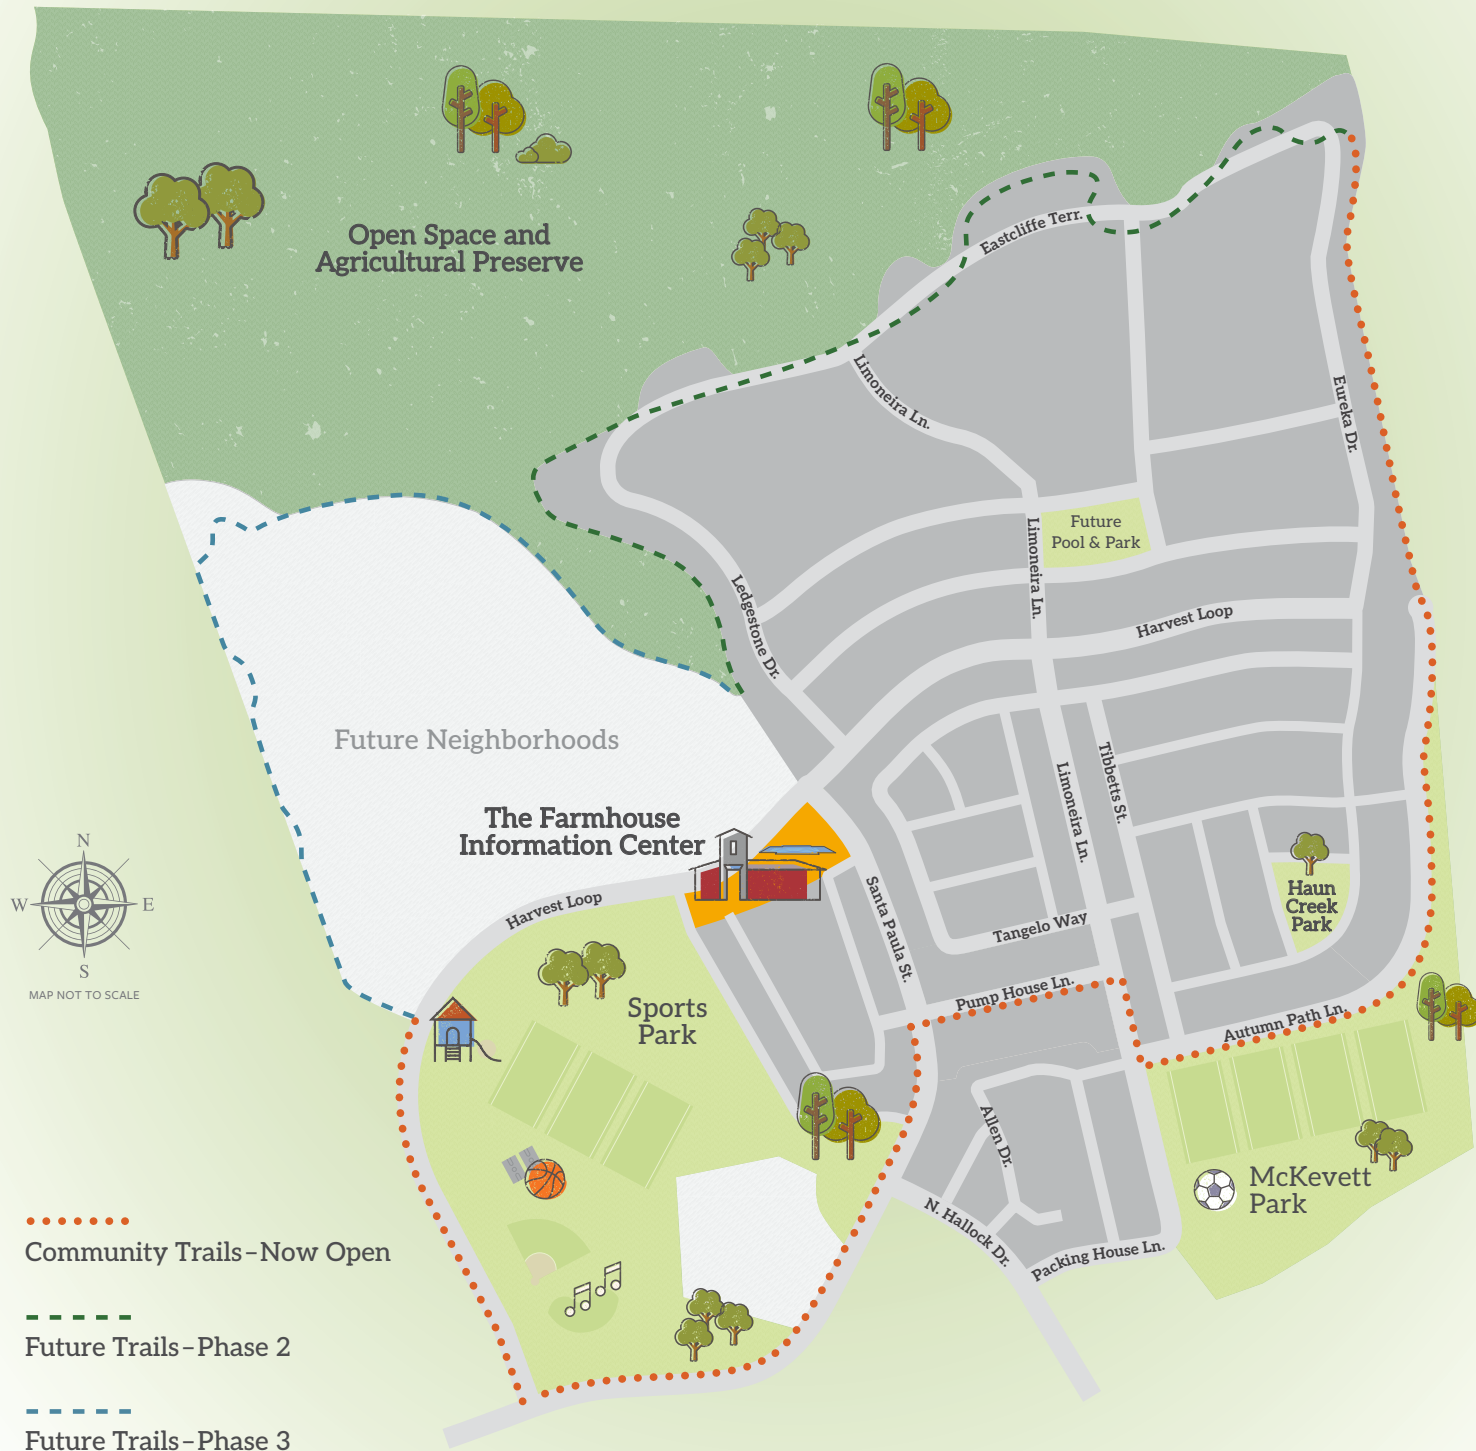 Open Space and
Agricultural Preserve
Eastcliffe Terr.
Limoneira Ln.
Eureka Dr.
Future
Pool & Park
Limoneira Ln.
Ledgestone Dr.
Harvest Loop
Future Neighborhoods
Tibbetts St.
Limoneira Ln.
The Farmhouse
Information Center
N
W
E
S
MAP NOT TO SCALE
Harvest Loop
Santa Paula St.
Haun
Creek
Park
Tangelo Way
Pump House Ln.
Sports
Park
Autumn Path Ln.
Allen Dr.
McKevett
Park
N. Hallock Dr.
Packing House Ln.
Community Trails–Now Open
Future Trails–Phase 2
Future Trails–Phase 3